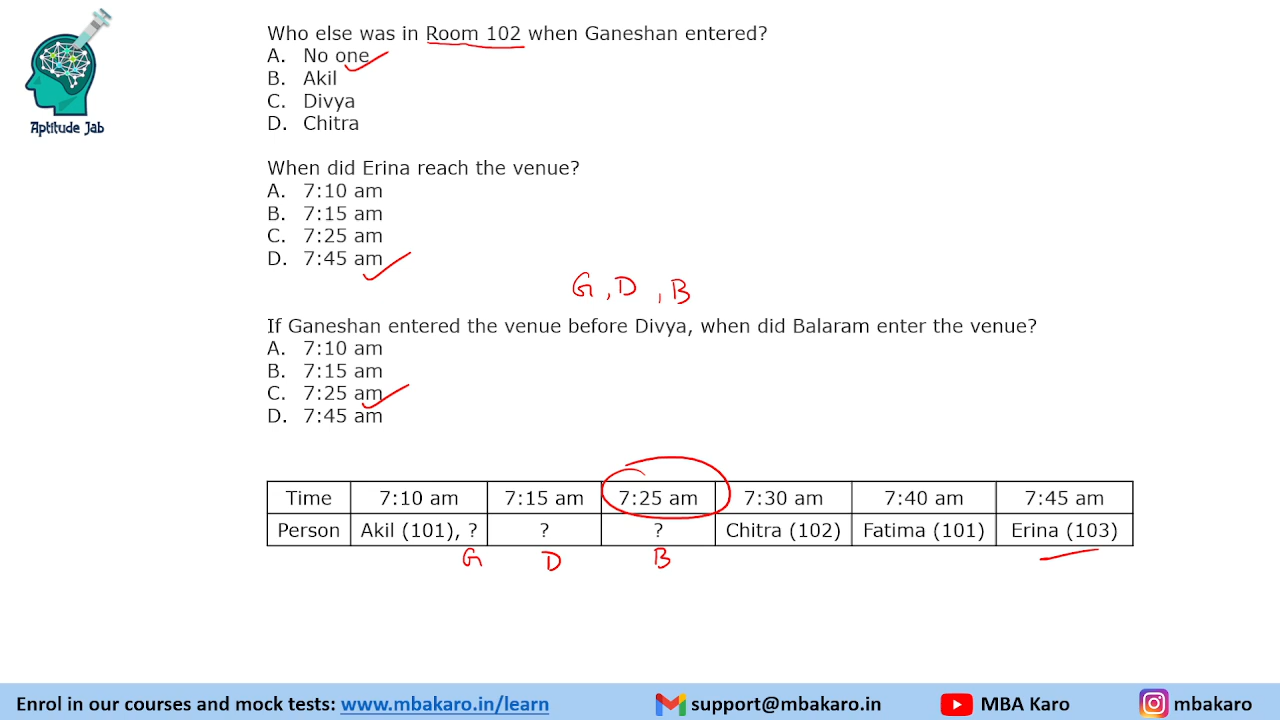 Aptitude Jab
Who else was in Room 102 when Ganeshan entered?
A. No one
B. Akil
C. Divya
D. Chitra
When did Erina reach the venue?
A. 7:10 am
B. 7:15 am
C. 7:25 am
D. 7:45 am
G, D, B
If Ganeshan entered the venue before Divya, when did Balaram enter the venue?
A. 7:10 am
B. 7:15 am
C. 7:25 am
D. 7:45 am
Time 7:10 am 7:15 am 7:25 am 7:30 am 7:40 am 7:45 am
Person Akil (101), ? ? ? Chitra (102) Fatima (101) Erina (103)
G D B
Enrol in our courses and mock tests: www.mbakaro.in/learn support@mbakaro.in MBA Karo mbakaro